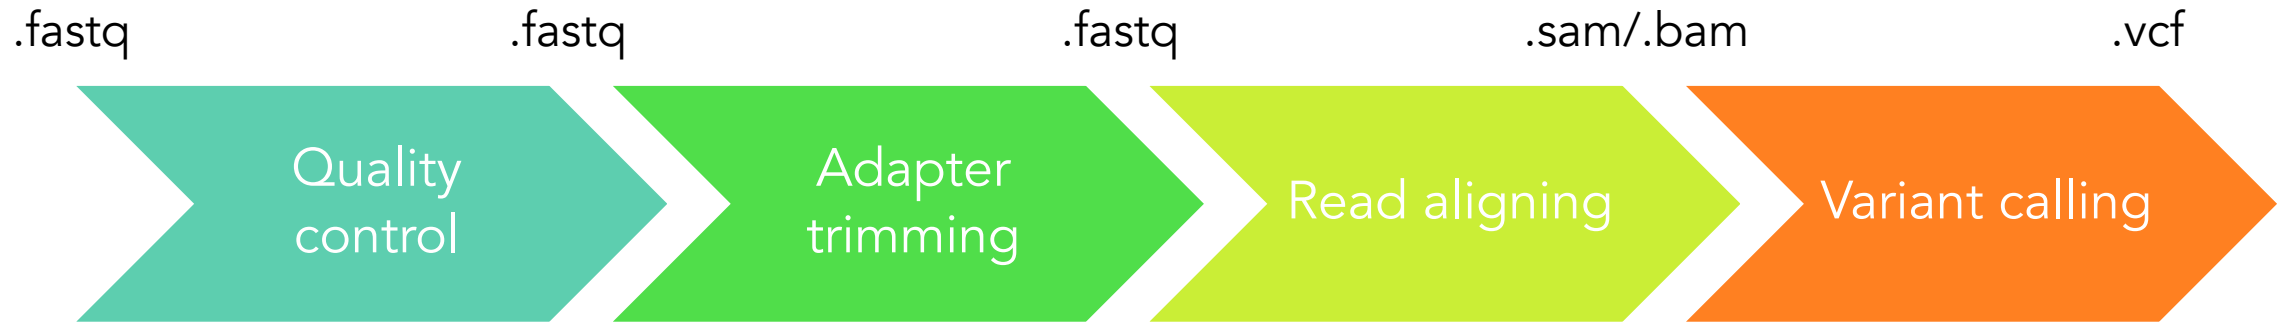 .fastq
.fastq
.fastq
.sam/.bam
.vcf
Quality
control
Adapter
trimming
Read aligning
Variant calling